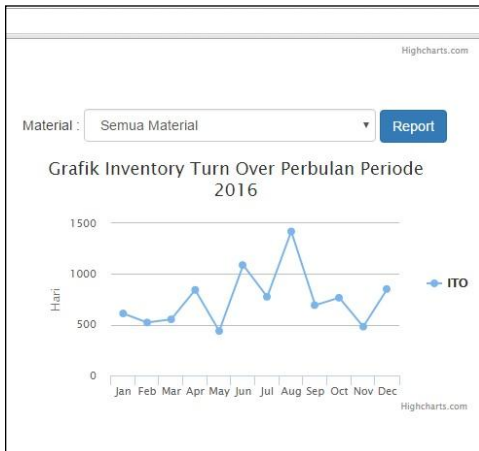 Highcharts.com
Material : Semua Material Report
Grafik Inventory Turn Over Perbulan Periode
2016
1500
1000
500
0
Hari
ITO
Jan Feb Mar Apr May Jun Jul Aug Sep Oct Nov Dec
Highcharts.com